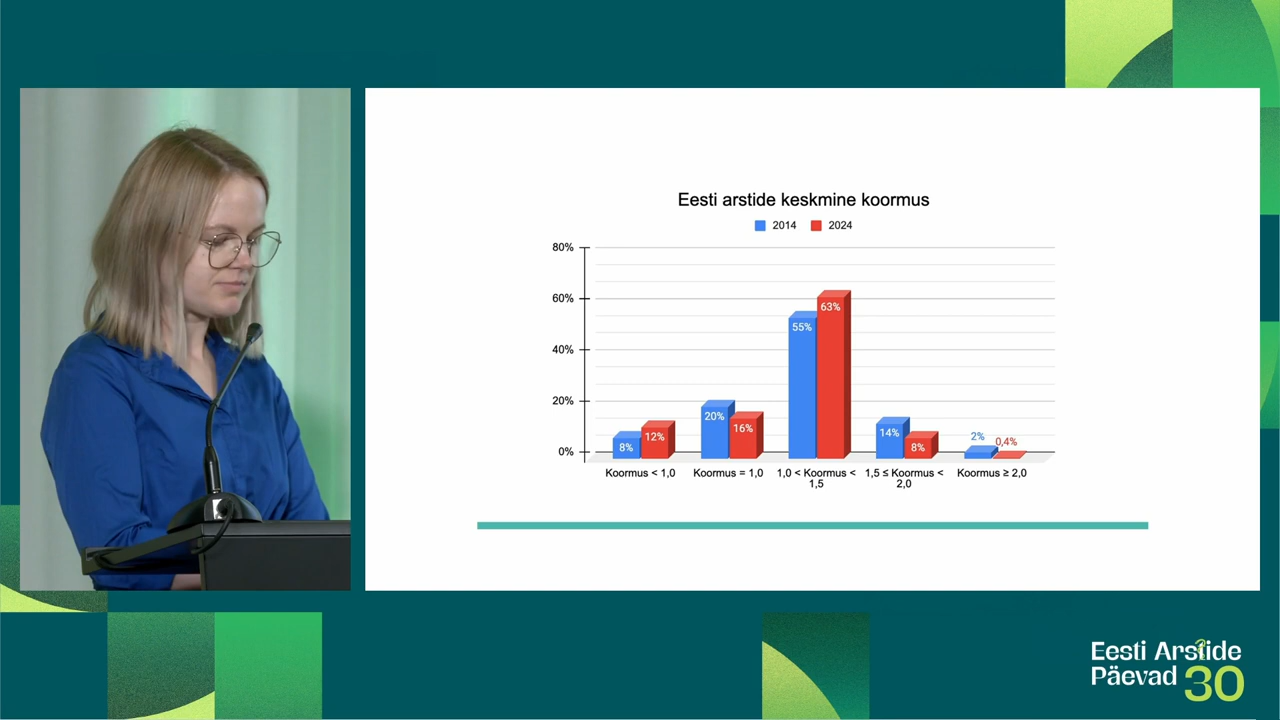 Eesti arstide keskmine koormus
2014 2024
80%
60%
40%
20%
0%
8% 12%
20% 16%
55% 63%
14% 8%
2% 0,4%
Koormus < 1,0
Koormus = 1,0
1,0 < Koormus <
1,5
1,5 ≤ Koormus <
2,0
Koormus ≥ 2,0
Eesti Arstide
Päevad 30